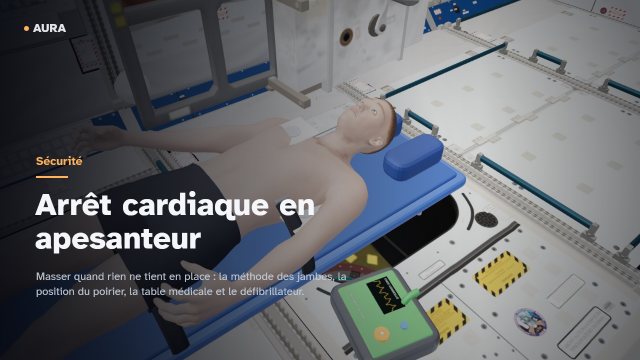 AURA
Sécurité
Arrêt cardiaque en
apesanteur
Masser quand rien ne tient en place : la méthode des jambes, la
position du poirier, la table médicale et le défibrillateur.